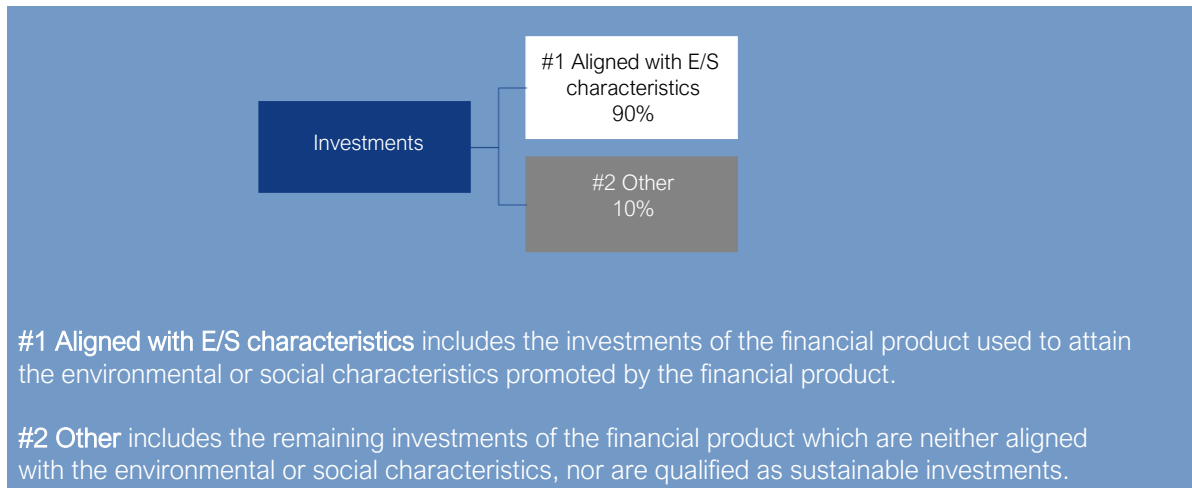 #1 Aligned with E/S
characteristics
90%
Investments
#2 Other
10%
#1 Aligned with E/S characteristics includes the investments of the financial product used to attain
the environmental or social characteristics promoted by the financial product.
#2 Other includes the remaining investments of the financial product which are neither aligned
with the environmental or social characteristics, nor are qualified as sustainable investments.